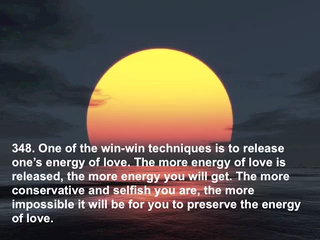 348. One of the win-win techniques is to release
one's energy of love. The more energy of love is
released, the more energy you will get. The more
conservative and selfish you are, the more
impossible it will be for you to preserve the energy
of love.